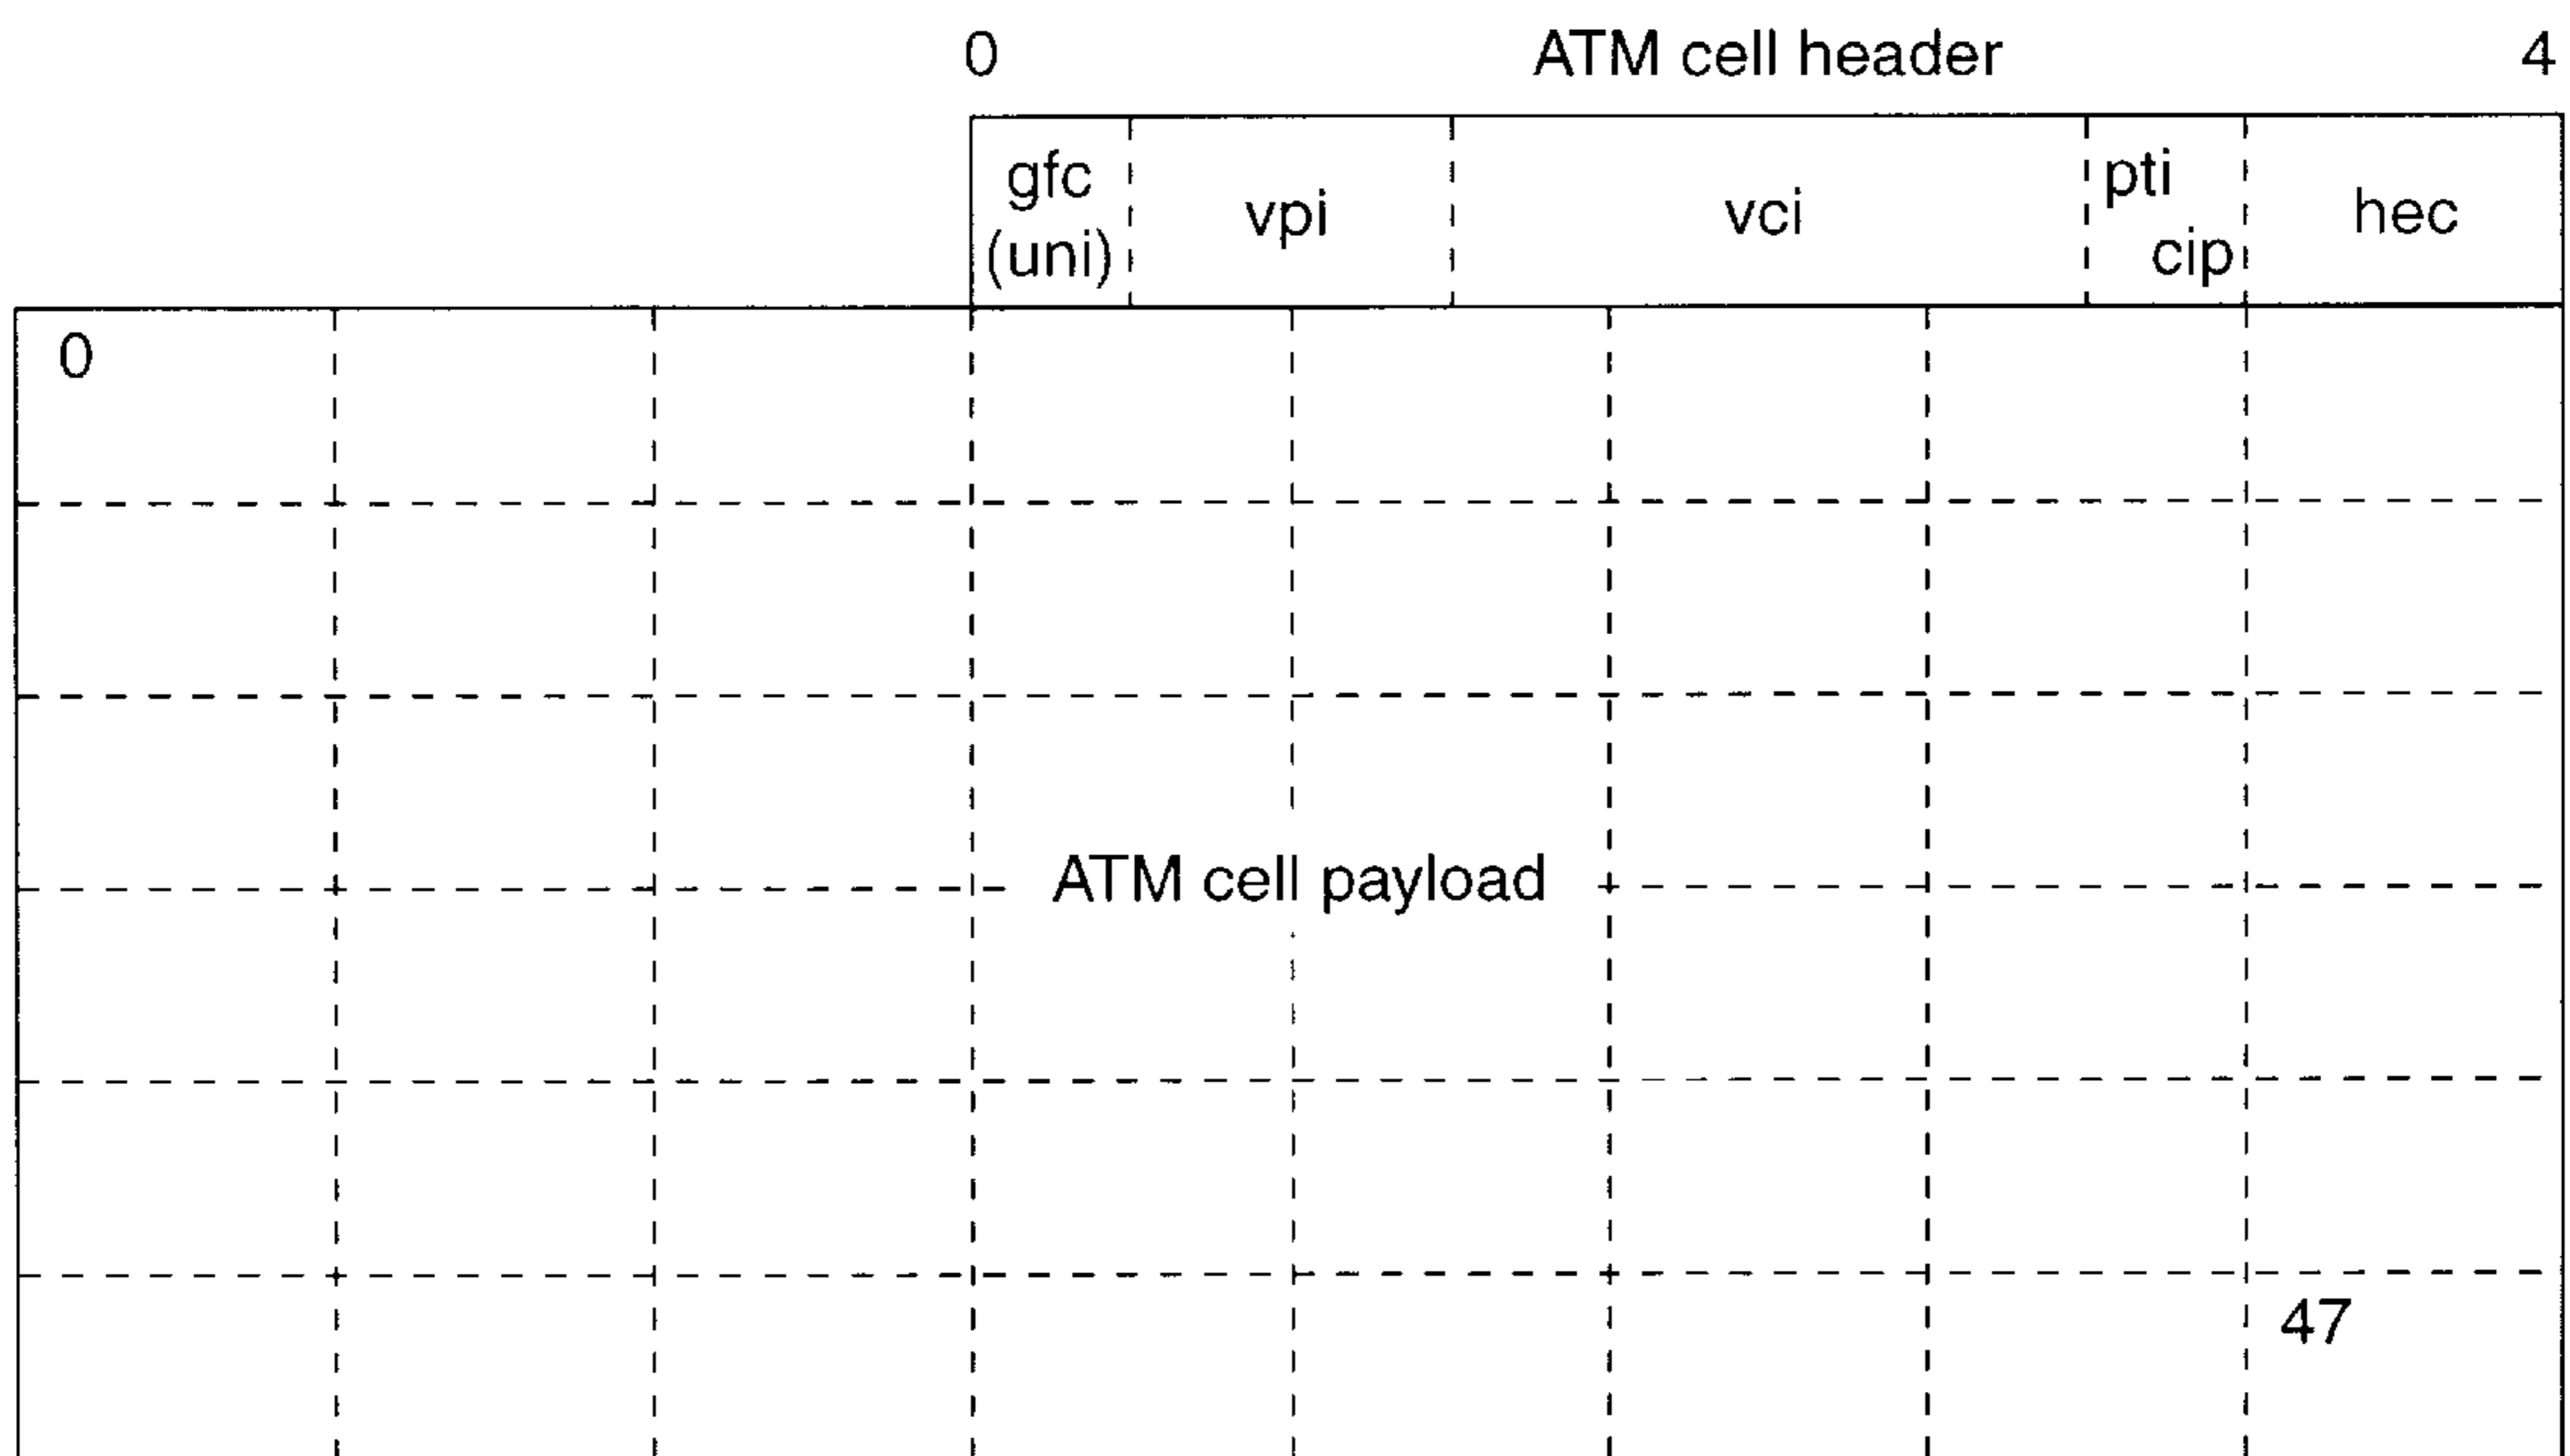 0 ATM cell header 4
gfc
(uni)
vpi
vci
pti
cip
hec
0
ATM cell payload
47